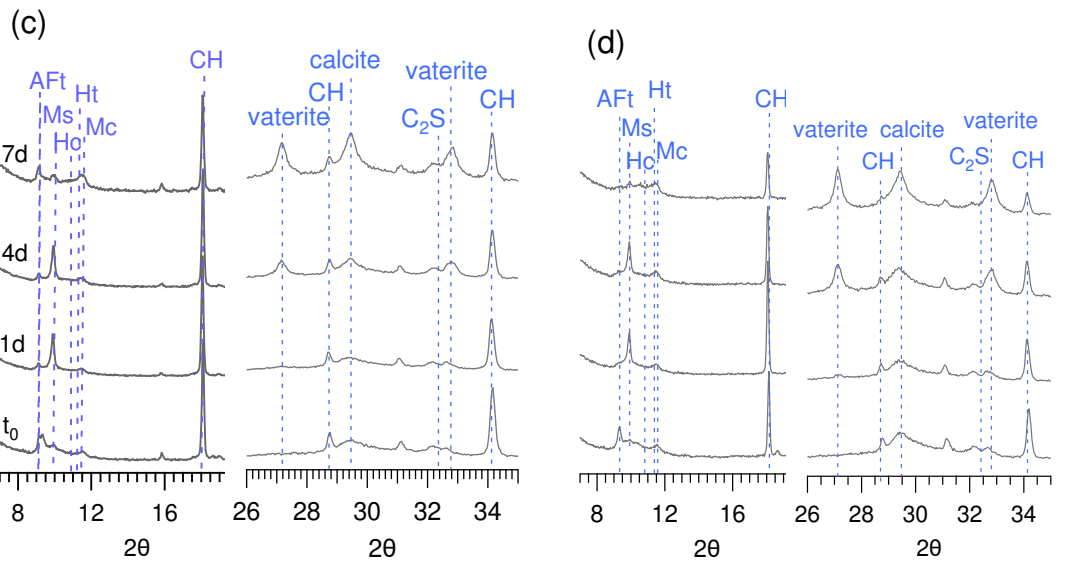 (c)
(d)
CH
calcite
vaterite
AFt
Ht
CH
CH
Ms
Mc
vaterite
C₂S
Hc
7d
4d
1d
t₀
8 12 16
26 28 30 32 34
2θ
2θ
Ht
AFt
CH
Ms
vaterite calcite
vaterite
Hc
Mc
CH
C₂S
CH
8 12 16
26 28 30 32 34
2θ
2θ